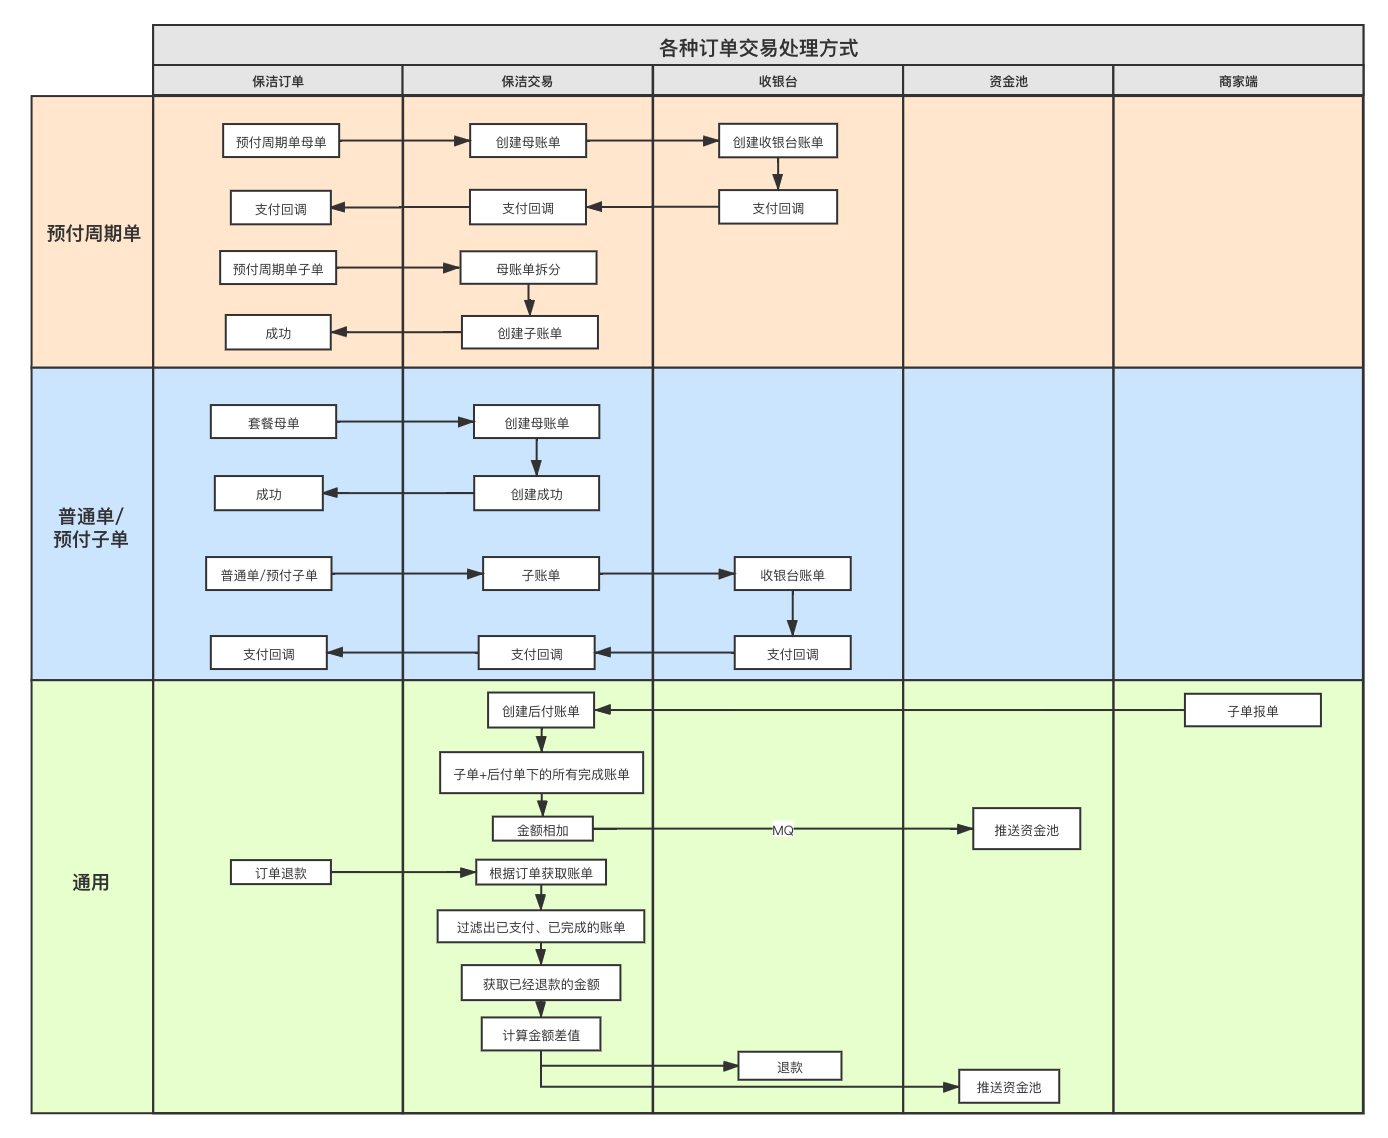 各种订单交易处理方式
保洁订单
保洁交易
收银台
资金池
商家端
预付周期单
预付周期单母单
创建母账单
创建收银台账单
支付回调
支付回调
支付回调
预付周期单子单
母账单拆分
成功
创建子账单
普通单/
预付子单
套餐母单
创建母账单
成功
创建成功
普通单/预付子单
子账单
收银台账单
支付回调
支付回调
支付回调
通用
创建后付账单
子单报单
子单+后付单下的所有完成账单
金额相加
MQ
推送资金池
订单退款
根据订单获取账单
过滤出已支付、已完成的账单
获取已经退款的金额
计算金额差值
退款
推送资金池